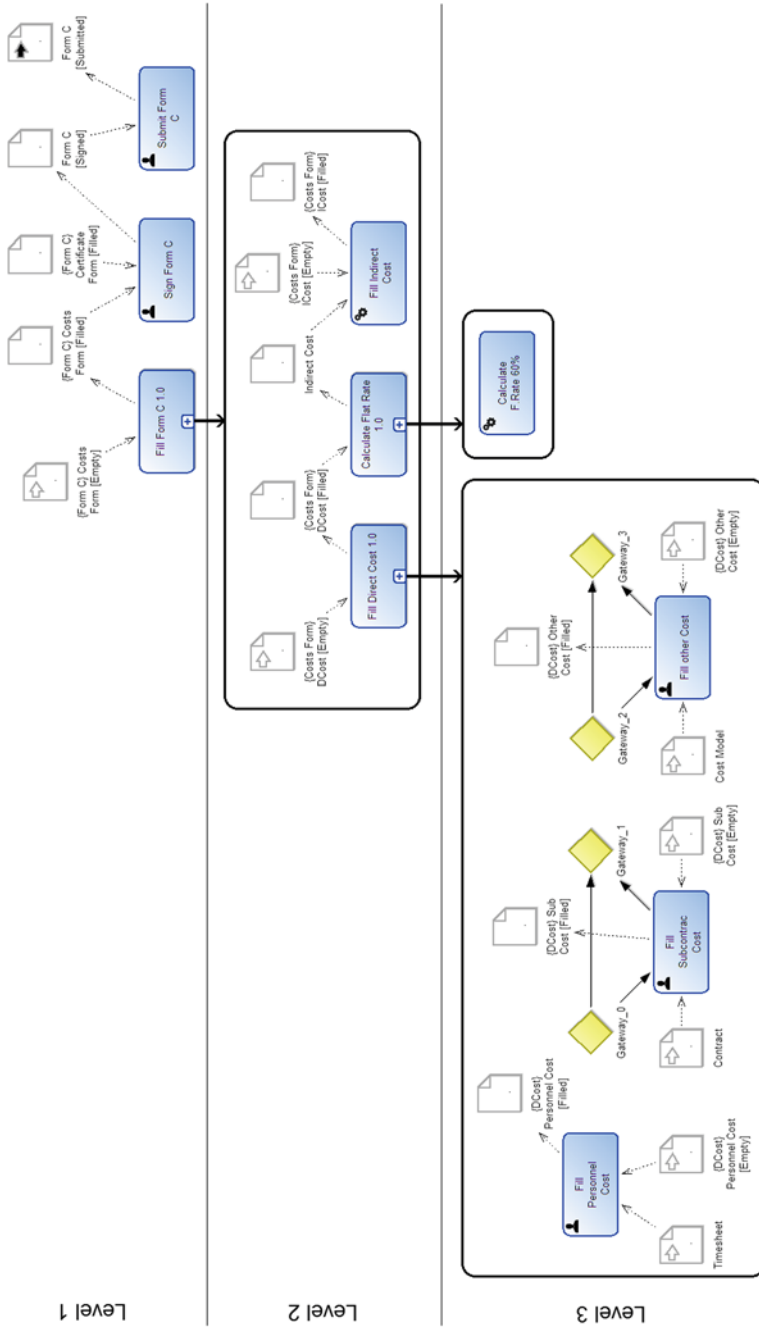 Level 1
{Form C} Costs
Form [Empty]
Fill Form C 1.0
{Form C} Costs
Form [Filled]
{Form C}
Certificate
Form [Filled]
Sign Form C
Form C
[Signed]
Submit Form
C
Form C
[Submitted]
Level 2
{Costs Form}
DCost [Empty]
Fill Direct Cost 1.0
{Costs Form}
DCost [Filled]
Calculate Flat Rate
1.0
Indirect Cost
{Costs Form}
ICost [Empty]
Fill Indirect
Cost
{Costs Form}
ICost [Filled]
Level 3
Timesheet
{DCost}
Personnel Cost
[Empty]
Fill
Personnel
Cost
{DCost}
Personnel Cost
[Filled]
Gateway_0
Contract
Fill
Subcontrac
Cost
{DCost} Sub
Cost [Filled]
Gateway_1
{DCost} Sub
Cost [Empty]
Gateway_2
Cost Model
Fill other Cost
{DCost} Other
Cost [Filled]
Gateway_3
{DCost} Other
Cost [Empty]
Calculate
F.Rate 60%